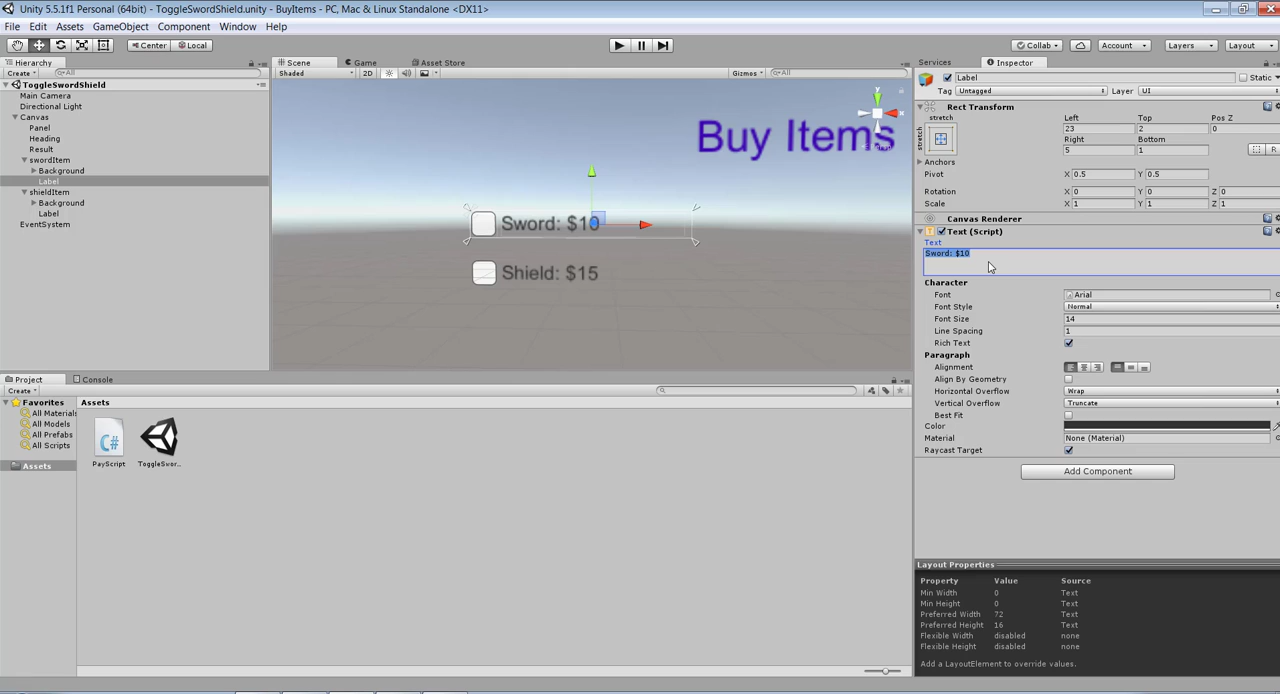 Unity 5.5.1f1 Personal (64bit) - ToggleSwordShield.unity - BuyItems - PC, Mac & Linux Standalone <DX11>
File Edit Assets GameObject Component Window Help
Center Local Collab Account Layers Layout
Hierarchy
Create All
ToggleSwordShield
Main Camera
Directional Light
Canvas
Panel
Heading
Result
swordItem
Background
Label
shieldItem
Background
Label
EventSystem
Scene Game Asset Store
Shaded 2D Gizmos All
y
Buy Items
Sword: $10
Shield: $15
Services Inspector
Label Static
Tag Untagged Layer UI
Rect Transform
stretch Left Top Pos Z
stretch 23 2 0
Right Bottom
5 1 R
Anchors
Pivot X 0.5 Y 0.5
Rotation X 0 Y 0 Z 0
Scale X 1 Y 1 Z 1
Canvas Renderer
Text (Script)
Text
Sword: $10
Character
Font Arial
Font Style Normal
Font Size 14
Line Spacing 1
Rich Text
Paragraph
Alignment
Align By Geometry
Horizontal Overflow Wrap
Vertical Overflow Truncate
Best Fit
Color
Material None (Material)
Raycast Target
Add Component
Layout Properties
Property Value Source
Min Width 0 Text
Min Height 0 Text
Preferred Width 72 Text
Preferred Height 16 Text
Flexible Width disabled none
Flexible Height disabled none
Add a LayoutElement to override values.
Project Console
Create
Favorites
All Materials
All Models
All Prefabs
All Scripts
Assets
Assets
C#
PayScript ToggleSwor...